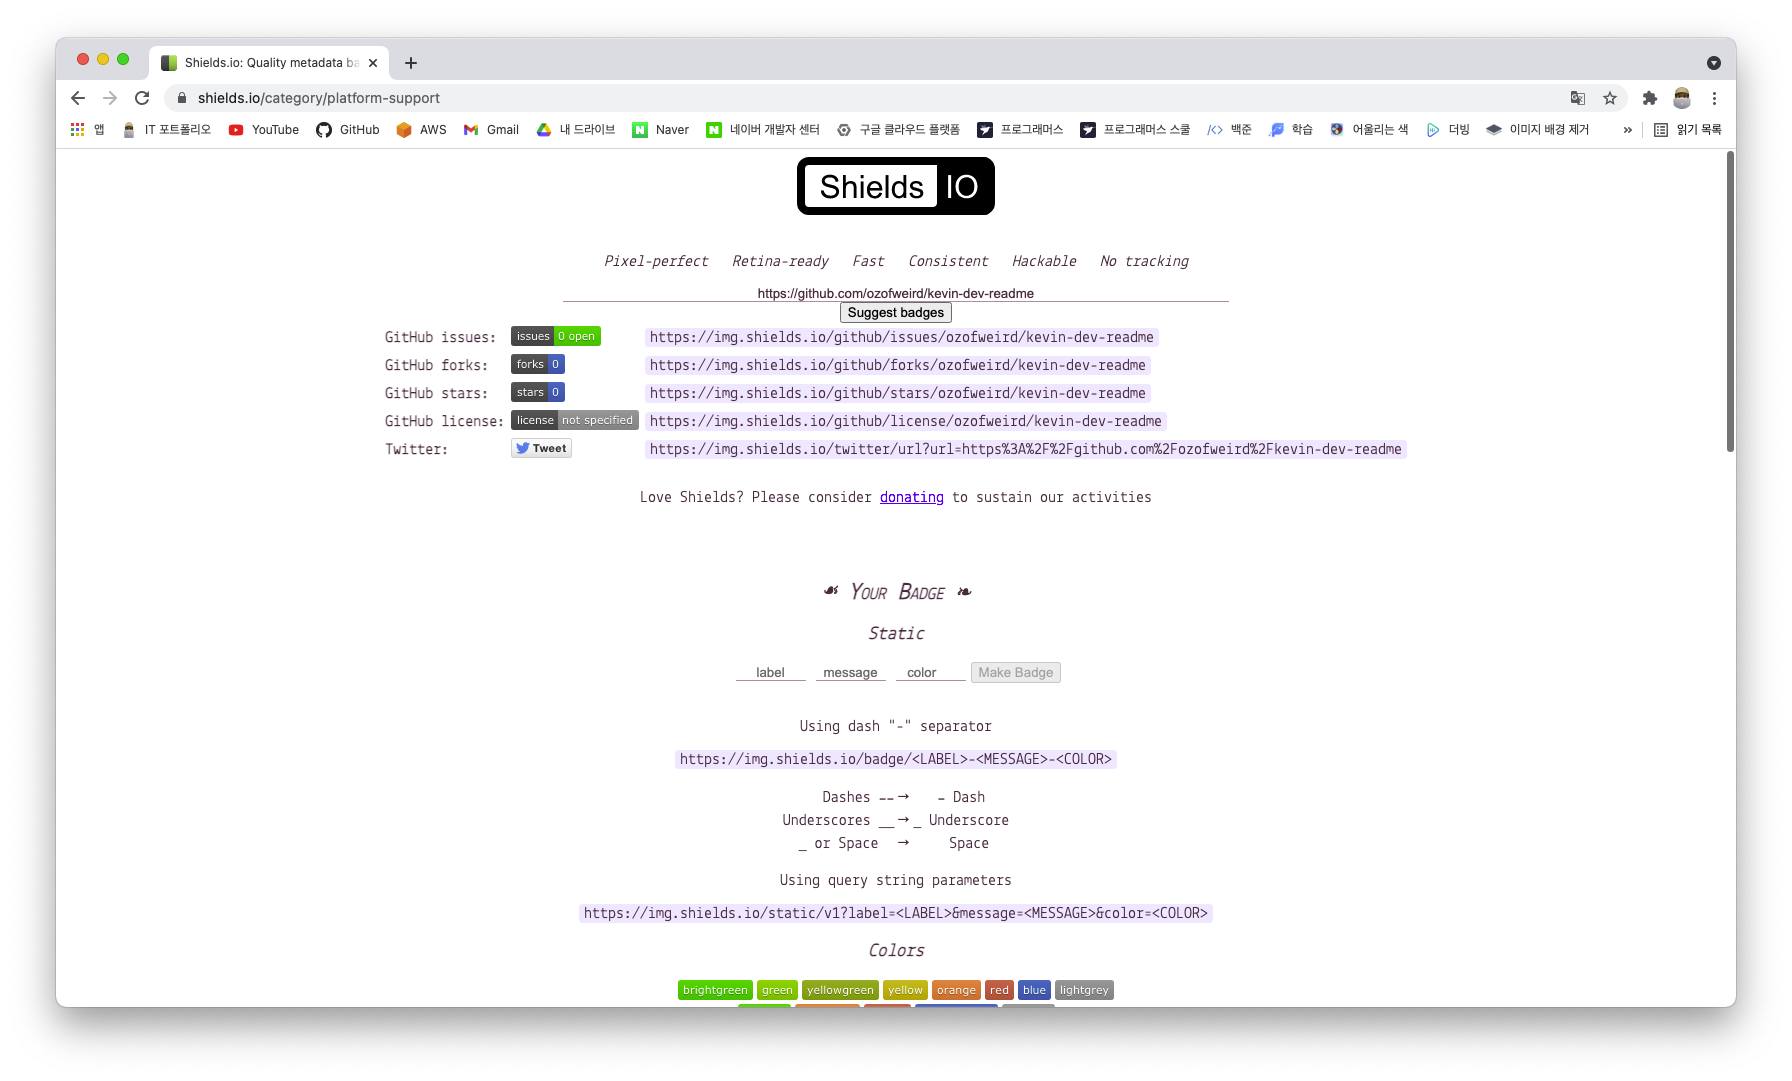 Shields.io: Quality metadata ba
shields.io/category/platform-support
앱 IT 포트폴리오 YouTube GitHub AWS Gmail 내 드라이브 Naver 네이버 개발자 센터 구글 클라우드 플랫폼 프로그래머스 프로그래머스 스쿨 백준 학습 어울리는 색 더빙 이미지 배경 제거 » 읽기 목록
Shields IO
Pixel-perfect Retina-ready Fast Consistent Hackable No tracking
https://github.com/ozofweird/kevin-dev-readme
Suggest badges
GitHub issues: issues 0 open https://img.shields.io/github/issues/ozofweird/kevin-dev-readme
GitHub forks: forks 0 https://img.shields.io/github/forks/ozofweird/kevin-dev-readme
GitHub stars: stars 0 https://img.shields.io/github/stars/ozofweird/kevin-dev-readme
GitHub license: license not specified https://img.shields.io/github/license/ozofweird/kevin-dev-readme
Twitter: Tweet https://img.shields.io/twitter/url?url=https%3A%2F%2Fgithub.com%2Fozofweird%2Fkevin-dev-readme
Love Shields? Please consider donating to sustain our activities
☙ Your Badge ❧
Static
label message color Make Badge
Using dash "-" separator
https://img.shields.io/badge/<LABEL>-<MESSAGE>-<COLOR>
Dashes -- → - Dash
Underscores __ → _ Underscore
_ or Space → Space
Using query string parameters
https://img.shields.io/static/v1?label=<LABEL>&message=<MESSAGE>&color=<COLOR>
Colors
brightgreen green yellowgreen yellow orange red blue lightgrey